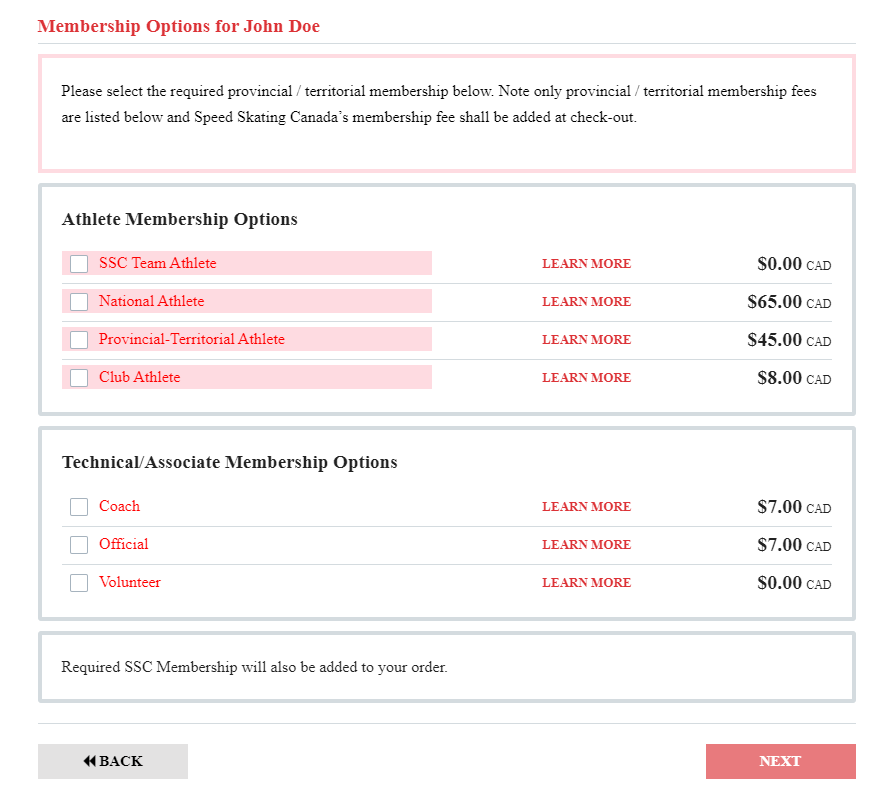 Membership Options for John Doe
Please select the required provincial / territorial membership below. Note only provincial / territorial membership fees
are listed below and Speed Skating Canada's membership fee shall be added at check-out.
Athlete Membership Options
SSC Team Athlete LEARN MORE $0.00 CAD
National Athlete LEARN MORE $65.00 CAD
Provincial-Territorial Athlete LEARN MORE $45.00 CAD
Club Athlete LEARN MORE $8.00 CAD
Technical/Associate Membership Options
Coach LEARN MORE $7.00 CAD
Official LEARN MORE $7.00 CAD
Volunteer LEARN MORE $0.00 CAD
Required SSC Membership will also be added to your order.
BACK NEXT